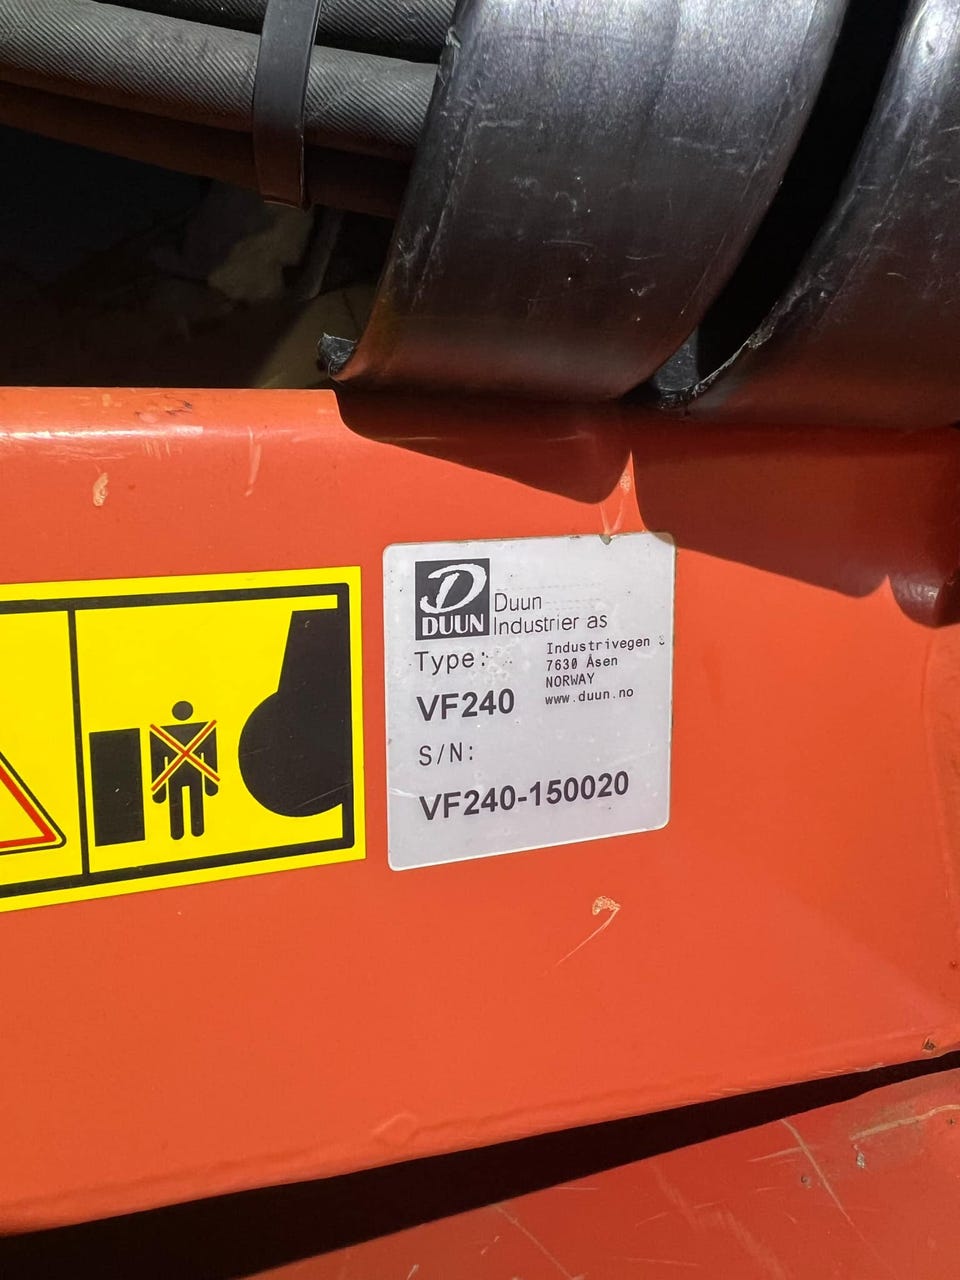 DUUN
Duun
Industrier as
Industrivegen
7630 Åsen
NORWAY
www.duun.no
Type:
VF240
S/N:
VF240-150020